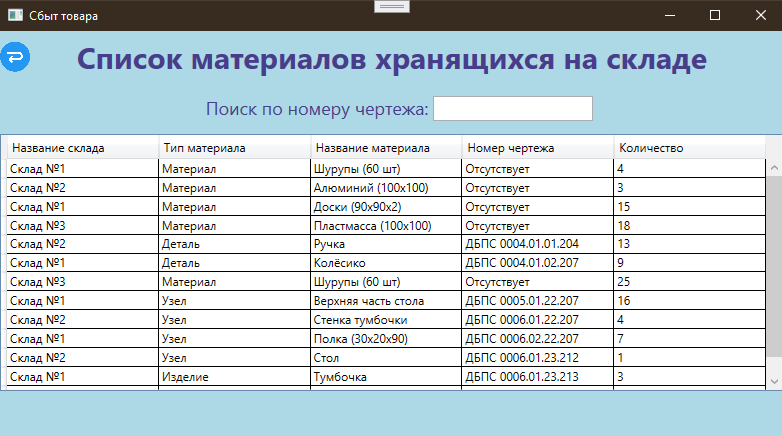 Сбыт товара
Список материалов хранящихся на складе
Поиск по номеру чертежа:
Название склада Тип материала Название материала Номер чертежа Количество
Склад №1 Материал Шурупы (60 шт) Отсутствует 4
Склад №2 Материал Алюминий (100x100) Отсутствует 3
Склад №1 Материал Доски (90x90x2) Отсутствует 15
Склад №3 Материал Пластмасса (100x100) Отсутствует 18
Склад №2 Деталь Ручка ДБПС 0004.01.01.204 13
Склад №1 Деталь Колёсико ДБПС 0004.01.02.207 9
Склад №3 Материал Шурупы (60 шт) Отсутствует 25
Склад №1 Узел Верхняя часть стола ДБПС 0005.01.22.207 16
Склад №2 Узел Стенка тумбочки ДБПС 0006.01.22.207 4
Склад №1 Узел Полка (30x20x90) ДБПС 0006.02.22.207 7
Склад №2 Узел Стол ДБПС 0006.01.23.212 1
Склад №1 Изделие Тумбочка ДБПС 0006.01.23.213 3